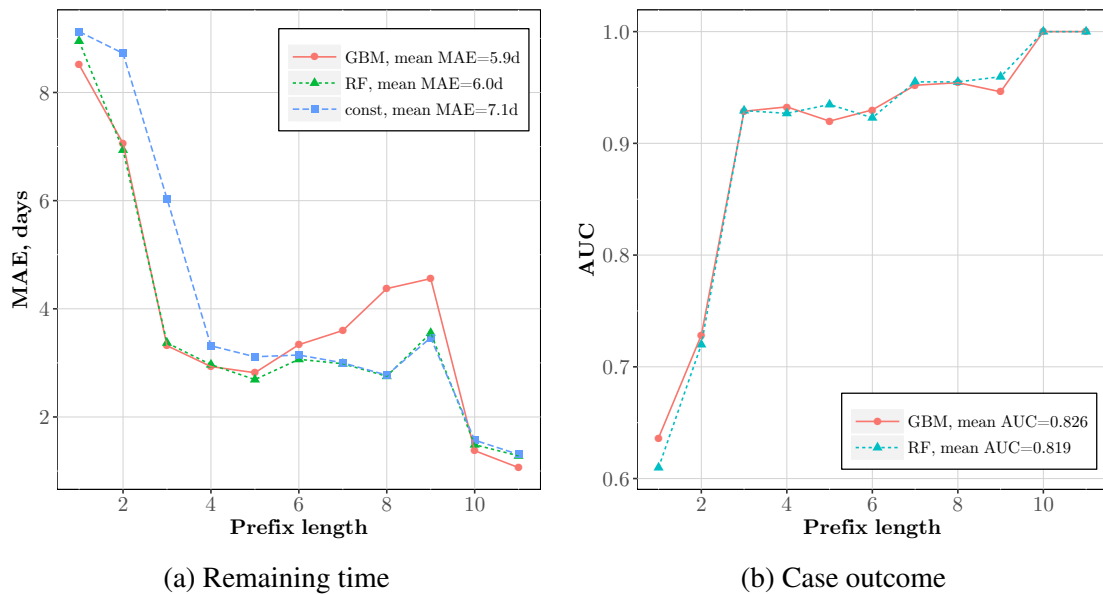 GBM, mean MAE=5.9d
RF, mean MAE=6.0d
const, mean MAE=7.1d
MAE, days
8
6
4
2
2 4 6 8 10
Prefix length
(a) Remaining time
AUC
1.0
0.9
0.8
0.7
0.6
GBM, mean AUC=0.826
RF, mean AUC=0.819
2 4 6 8 10
Prefix length
(b) Case outcome